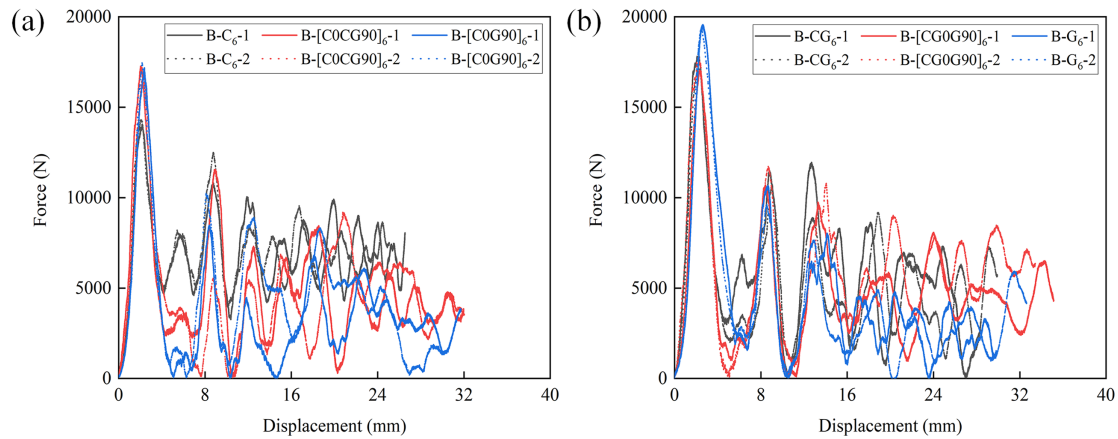 (a)
B-C₆-1 B-[C0CG90]₆-1 B-[C0G90]₆-1
B-C₆-2 B-[C0CG90]₆-2 B-[C0G90]₆-2
Force (N)
20000
15000
10000
5000
0
0 8 16 24 32 40
Displacement (mm)
(b)
B-CG₆-1 B-[CG0G90]₆-1 B-G₆-1
B-CG₆-2 B-[CG0G90]₆-2 B-G₆-2
Force (N)
20000
15000
10000
5000
0
0 8 16 24 32 40
Displacement (mm)